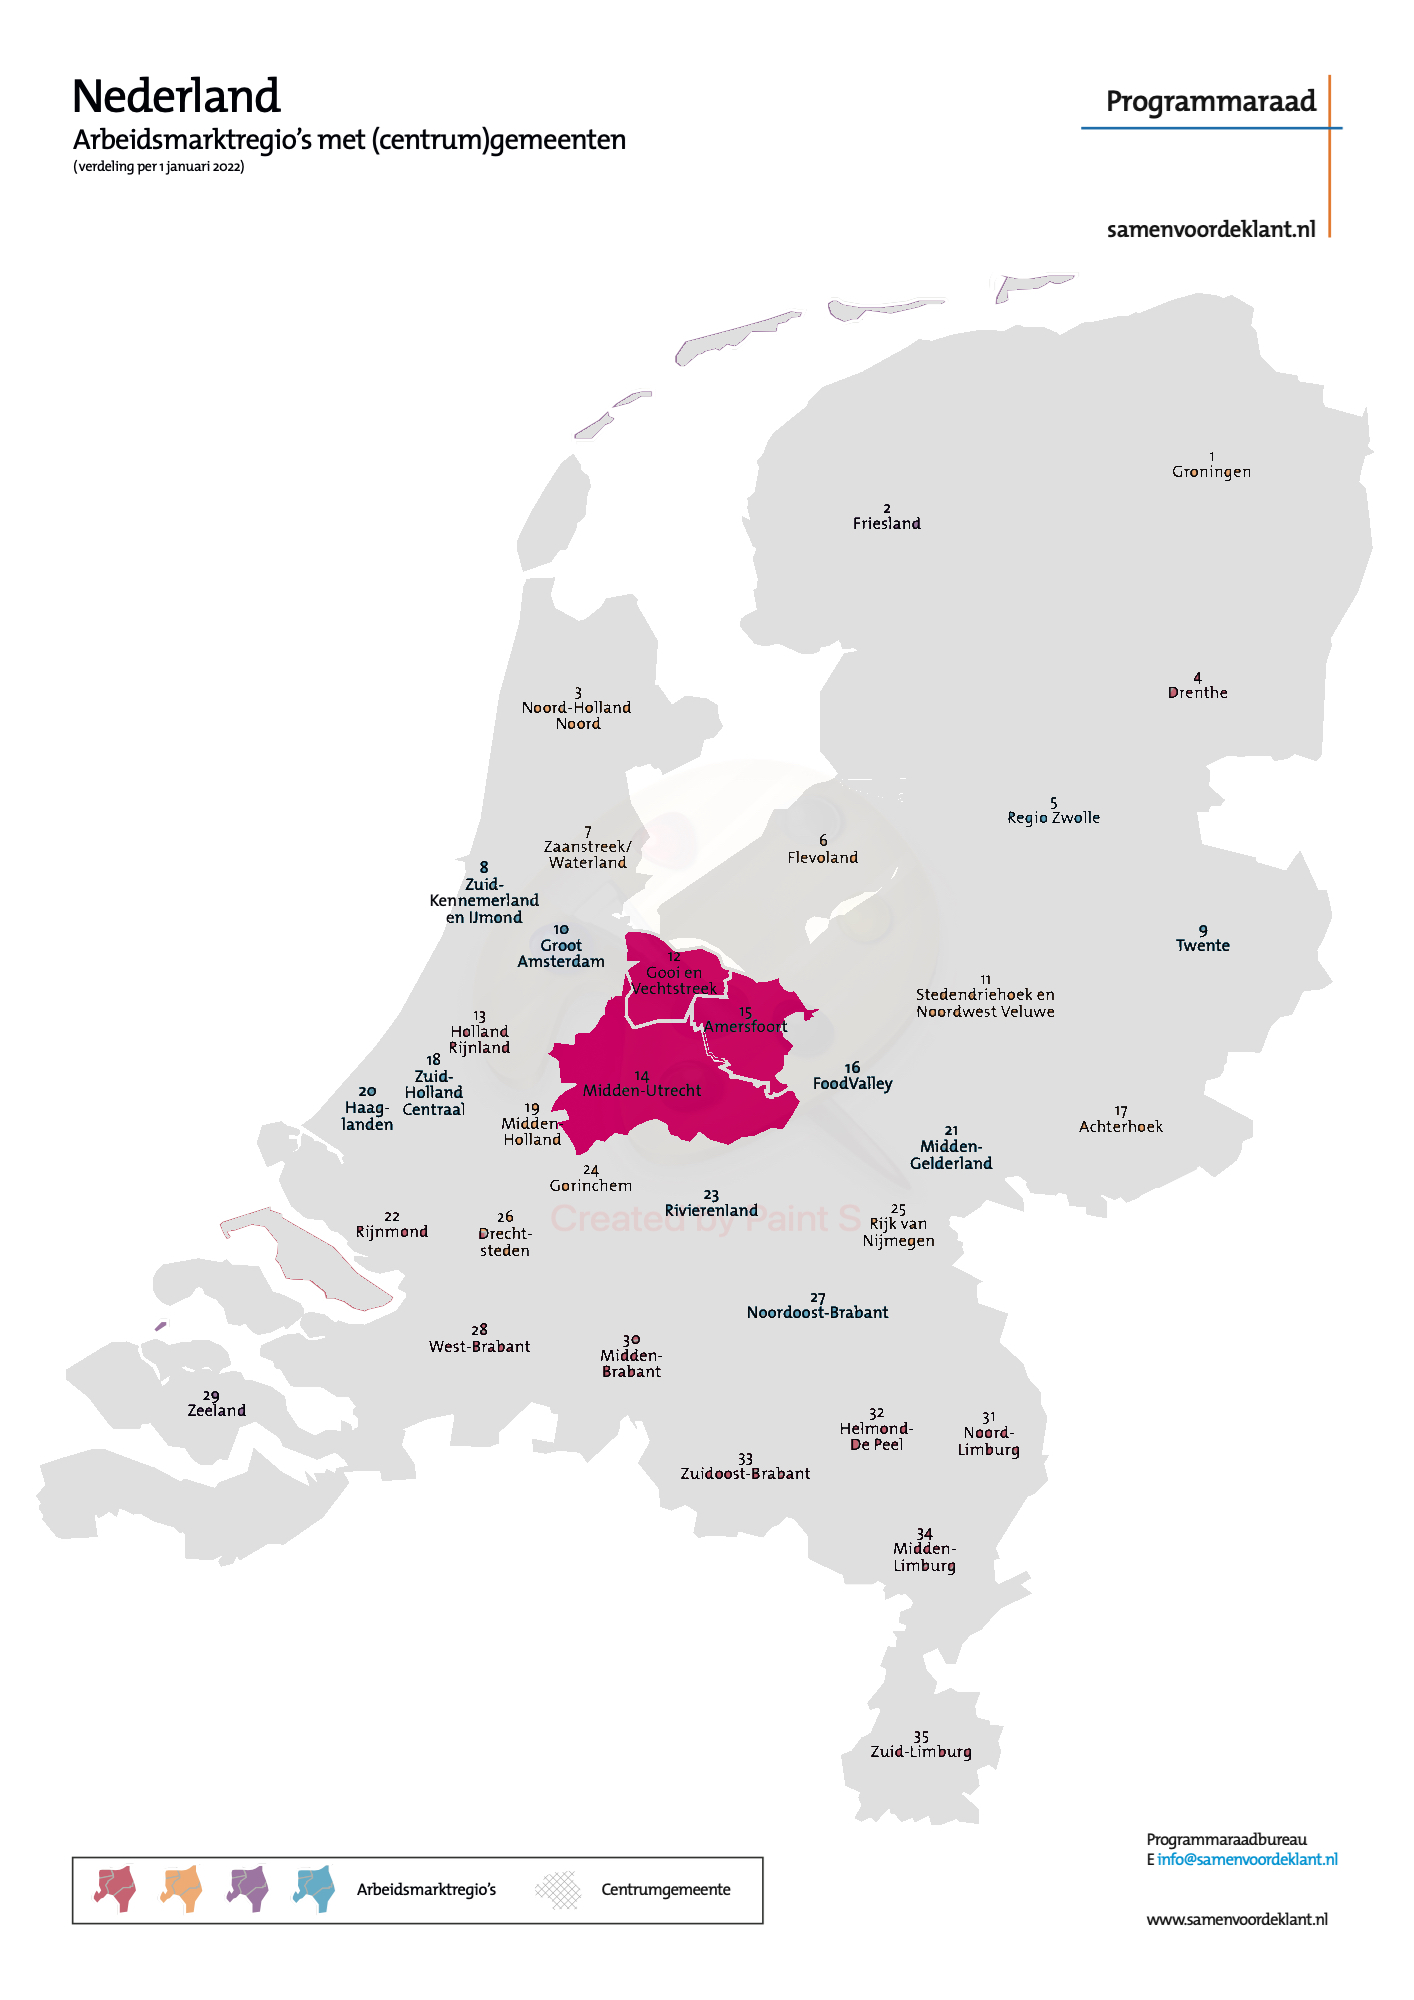 Nederland
Arbeidsmarktregio's met (centrum)gemeenten
(verdeling per 1 januari 2022)
Programmaraad
samenvoordeklant.nl
1
Groningen
2
Friesland
4
Drenthe
3
Noord-Holland
Noord
5
Regio Zwolle
7
Zaanstreek/
Waterland
6
Flevoland
8
Zuid-
Kennemerland
en IJmond
10
Groot
Amsterdam
9
Twente
12
Gooi en
Vechtstreek
11
Stedendriehoek en
Noordwest Veluwe
15
Amersfoort
13
Holland
Rijnland
18
Zuid-
Holland
Centraal
14
Midden-Utrecht
16
FoodValley
20
Haag-
landen
19
Midden-
Holland
17
Achterhoek
21
Midden-
Gelderland
24
Gorinchem
23
Rivierenland
Created by Paint S
25
Rijk van
Nijmegen
22
Rijnmond
26
Drecht-
steden
27
Noordoost-Brabant
28
West-Brabant
30
Midden-
Brabant
29
Zeeland
32
Helmond-
De Peel
31
Noord-
Limburg
33
Zuidoost-Brabant
34
Midden-
Limburg
35
Zuid-Limburg
Programmaraadbureau
E info@samenvoordeklant.nl
www.samenvoordeklant.nl
Arbeidsmarktregio's
Centrumgemeente